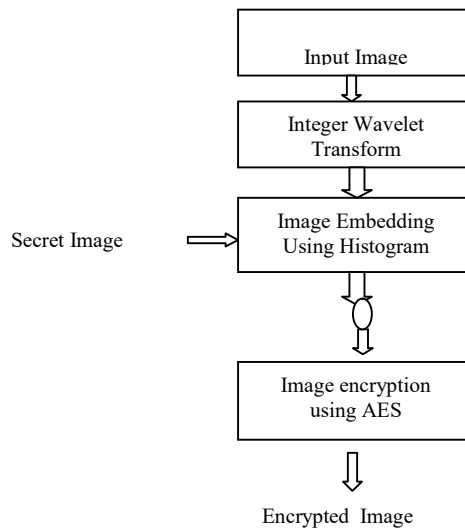 Input Image
Integer Wavelet
Transform
Image Embedding
Using Histogram
Secret Image
Image encryption
using AES
Encrypted Image